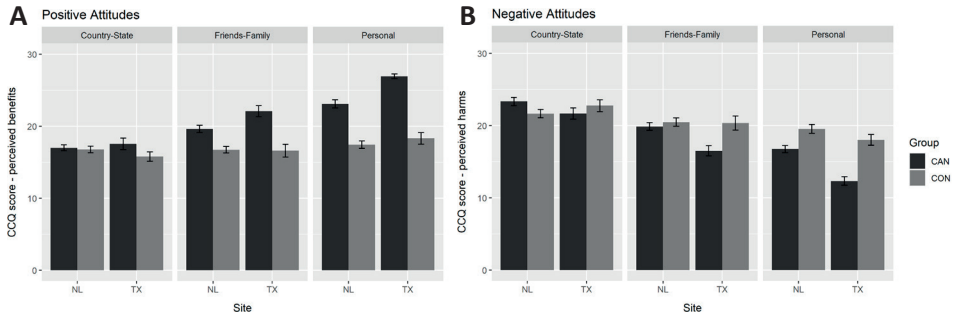 A
Positive Attitudes
Country-State
Friends-Family
Personal
30
20
10
0
CCQ score - perceived benefits
NL
TX
NL
TX
NL
TX
Site
B
Negative Attitudes
Country-State
Friends-Family
Personal
30
20
10
0
CCQ score - perceived harms
NL
TX
NL
TX
NL
TX
Site
Group
CAN
CON